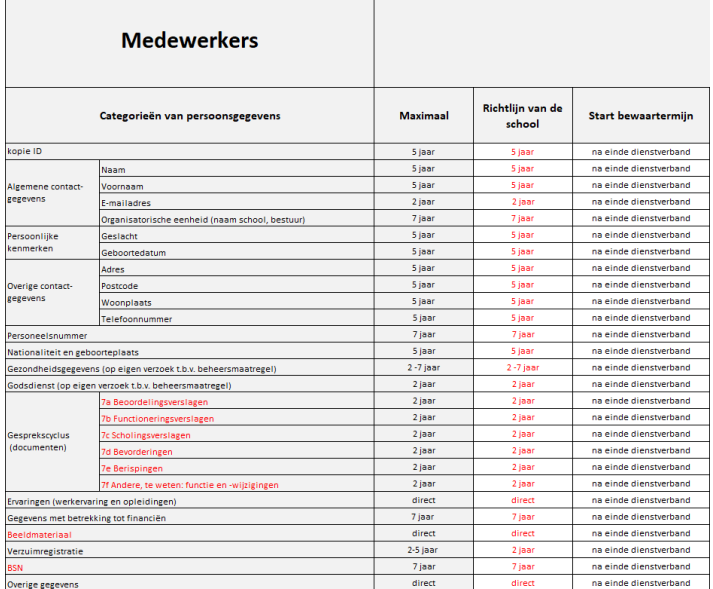 Medewerkers
Categorieën van persoonsgegevens Maximaal Richtlijn van de school Start bewaartermijn
kopie ID 5 jaar 5 jaar na einde dienstverband
Algemene contact-gegevens Naam 5 jaar 5 jaar na einde dienstverband
Voornaam 5 jaar 5 jaar na einde dienstverband
E-mailadres 2 jaar 2 jaar na einde dienstverband
Organisatorische eenheid (naam school, bestuur) 7 jaar 7 jaar na einde dienstverband
Persoonlijke kenmerken Geslacht 5 jaar 5 jaar na einde dienstverband
Geboortedatum 5 jaar 5 jaar na einde dienstverband
Overige contact-gegevens Adres 5 jaar 5 jaar na einde dienstverband
Postcode 5 jaar 5 jaar na einde dienstverband
Woonplaats 5 jaar 5 jaar na einde dienstverband
Telefoonnummer 5 jaar 5 jaar na einde dienstverband
Personeelsnummer 7 jaar 7 jaar na einde dienstverband
Nationaliteit en geboorteplaats 5 jaar 5 jaar na einde dienstverband
Gezondheidsgegevens (op eigen verzoek t.b.v. beheersmaatregel) 2 -7 jaar 2 -7 jaar na einde dienstverband
Godsdienst (op eigen verzoek t.b.v. beheersmaatregel) 2 jaar 2 jaar na einde dienstverband
Gesprekscyclus (documenten) 7a Beoordelingsverslagen 2 jaar 2 jaar na einde dienstverband
7b Functioneringsverslagen 2 jaar 2 jaar na einde dienstverband
7c Scholingsverslagen 2 jaar 2 jaar na einde dienstverband
7d Bevorderingen 2 jaar 2 jaar na einde dienstverband
7e Berispingen 2 jaar 2 jaar na einde dienstverband
7f Andere, te weten: functie en -wijzigingen 2 jaar 2 jaar na einde dienstverband
Ervaringen (werkervaring en opleidingen) direct direct na einde dienstverband
Gegevens met betrekking tot financiën 7 jaar 7 jaar na einde dienstverband
Beeldmateriaal direct direct na einde dienstverband
Verzuimregistratie 2-5 jaar 2 jaar na einde dienstverband
BSN 7 jaar 7 jaar na einde dienstverband
Overige gegevens direct direct na einde dienstverband